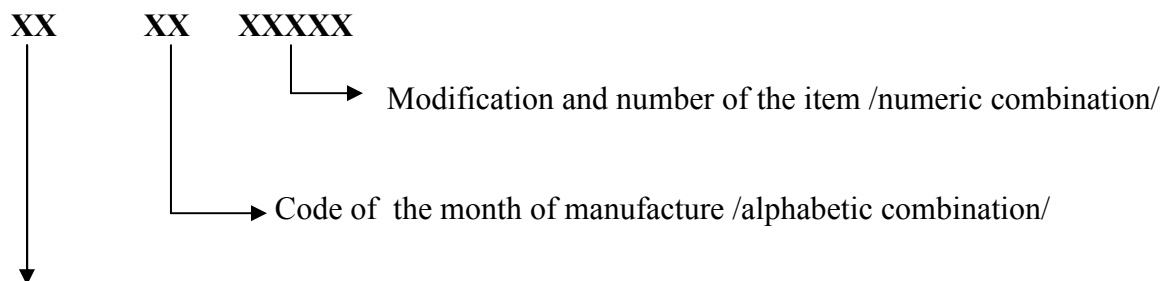 XX XX XXXXX
Modification and number of the item /numeric combination/
Code of the month of manufacture /alphabetic combination/